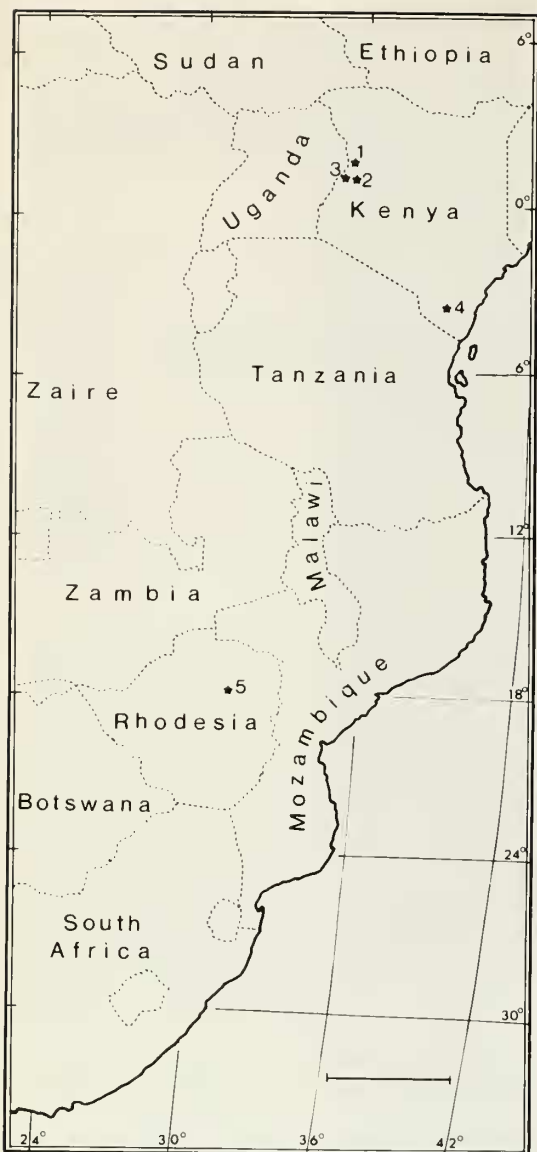 Sudan
Ethiopia
6°
Uganda
1
3
2
Kenya
0°
4
Tanzania
6°
Zaire
Malawi
12°
Zambia
5
Rhodesia
Mozambique
18°
Botswana
24°
South
Africa
30°
24°
30°
36°
42°